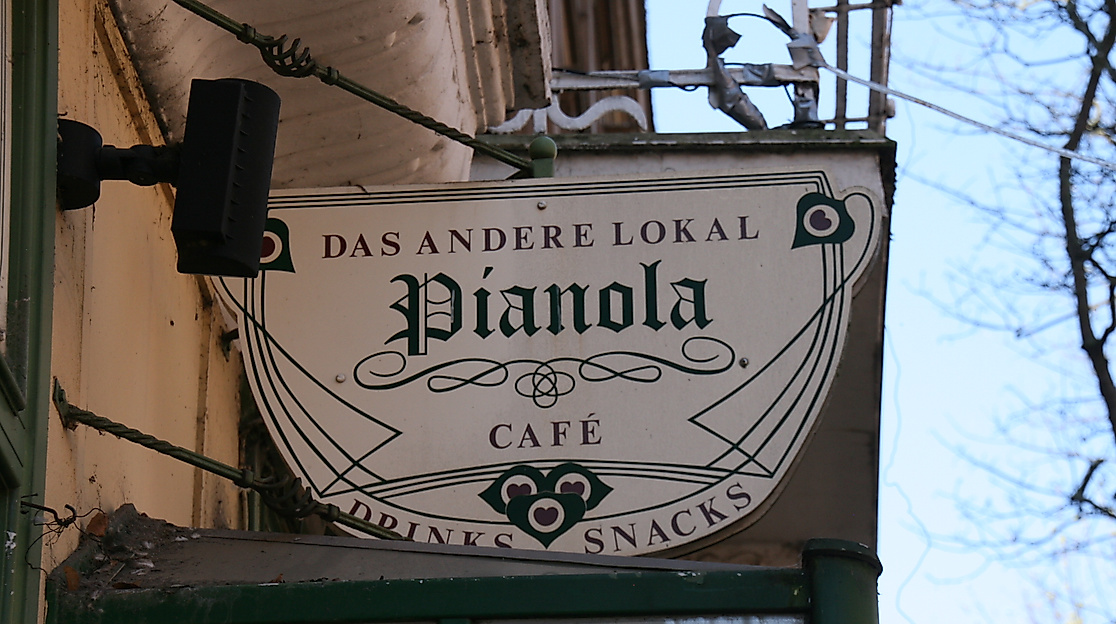 DAS ANDERE LOKAL
Pianola
CAFÉ
DRINKS SNACKS